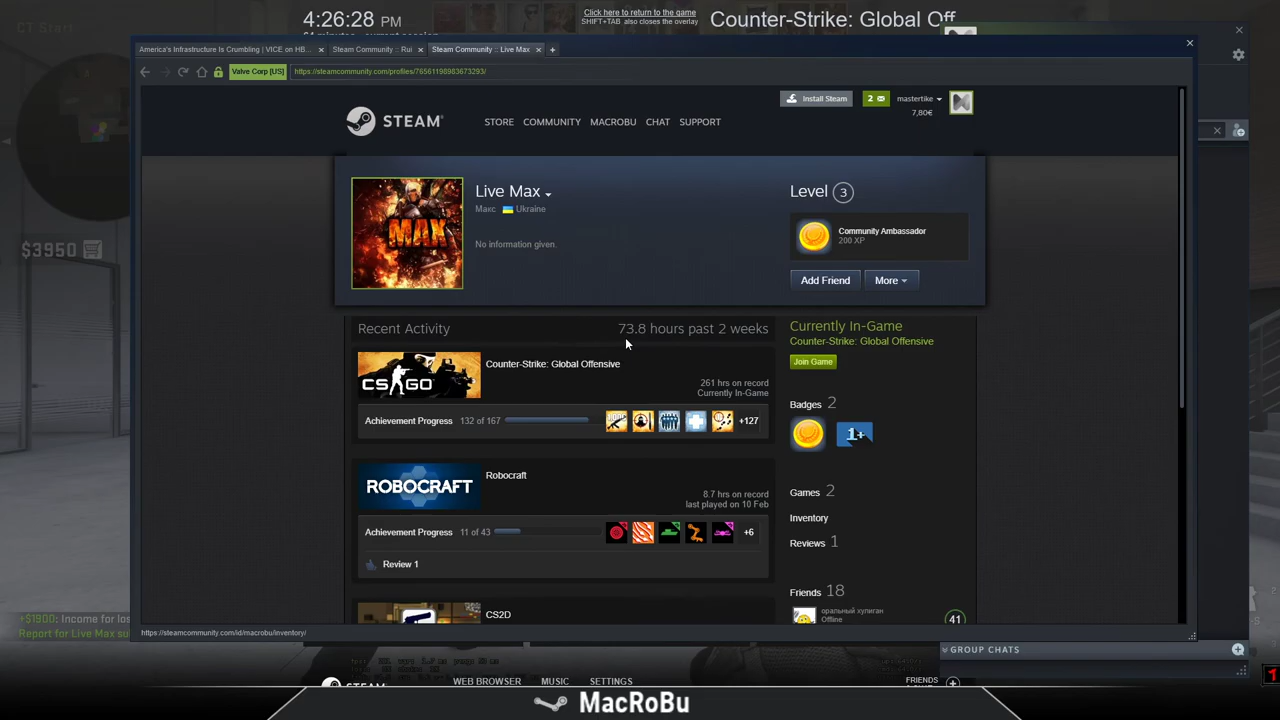 CT Start
4:26:28 PM
Click here to return to the game
SHIFT+TAB also closes the overlay
Counter-Strike: Global Off
America's Infrastructure Is Crumbling | VICE on HB...
Steam Community :: Rui
Steam Community :: Live Max
Valve Corp [US]
https://steamcommunity.com/profiles/76561198983673293/
Install Steam
2
mastertike
7,80€
STEAM
STORE
COMMUNITY
MACROBU
CHAT
SUPPORT
Live Max
Макс
Ukraine
No information given.
MAX
Level 3
Community Ambassador
200 XP
Add Friend
More
$3950
Recent Activity
73.8 hours past 2 weeks
Currently In-Game
Counter-Strike: Global Offensive
Join Game
CS GO
Counter-Strike: Global Offensive
261 hrs on record
Currently In-Game
Achievement Progress
132 of 167
+127
Badges 2
1+
ROBOCRAFT
Robocraft
8.7 hrs on record
last played on 10 Feb
Achievement Progress
11 of 43
+6
Review 1
Games 2
Inventory
Reviews 1
Friends 18
оральный хулиган
Offline
41
CS2D
+$1900: Income for los
Report for Live Max su
https://steamcommunity.com/id/macrobu/inventory/
GROUP CHATS
WEB BROWSER
MUSIC
SETTINGS
FRIENDS
MacRoBu
1